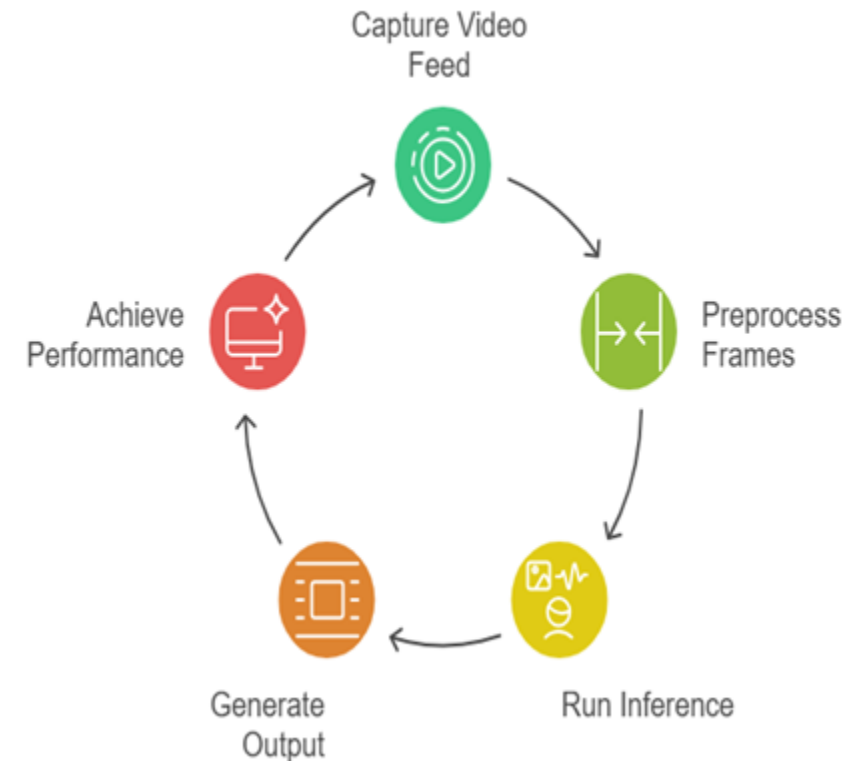 Capture Video
Feed
Preprocess
Frames
Run Inference
Generate
Output
Achieve
Performance